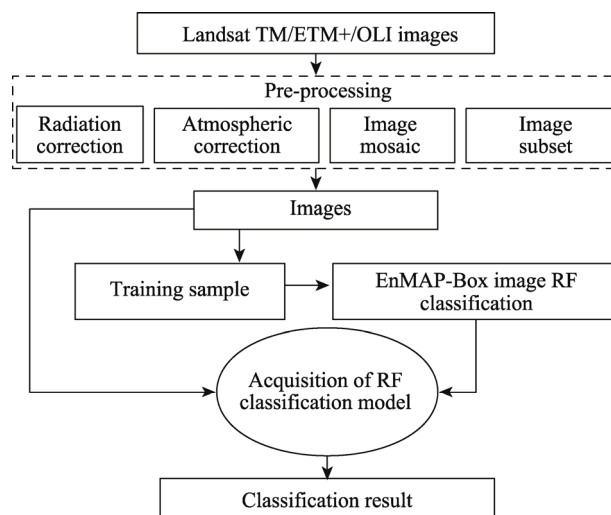 Landsat TM/ETM+/OLI images
Pre-processing
Radiation
correction
Atmospheric
correction
Image
mosaic
Image
subset
Images
Training sample
EnMAP-Box image RF
classification
Acquisition of RF
classification model
Classification result